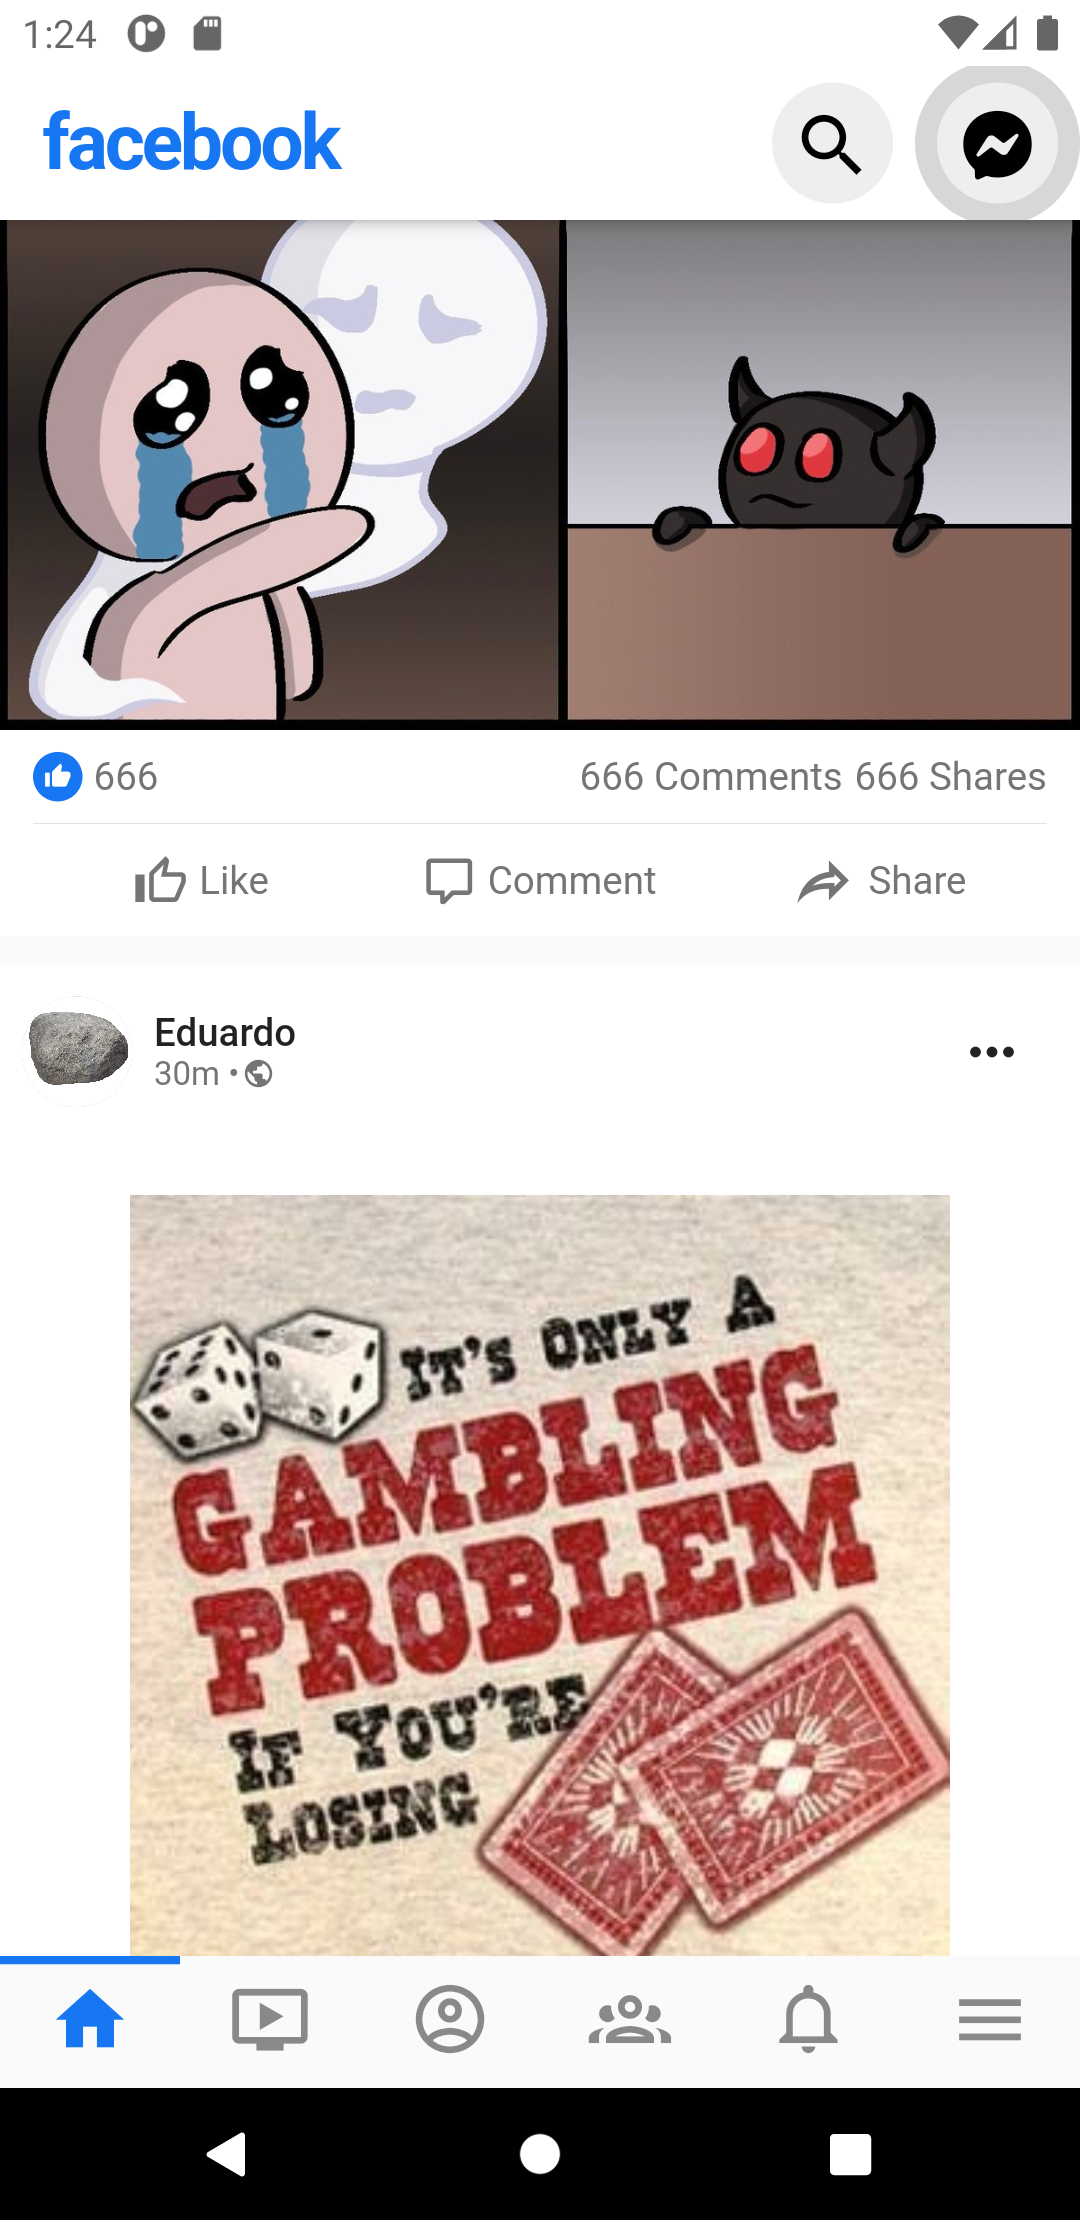 1:24
facebook
666
666 Comments 666 Shares
Like Comment Share
Eduardo
30m •
IT'S ONLY A
GAMBLING
PROBLEM
IF YOU'RE
LOSING